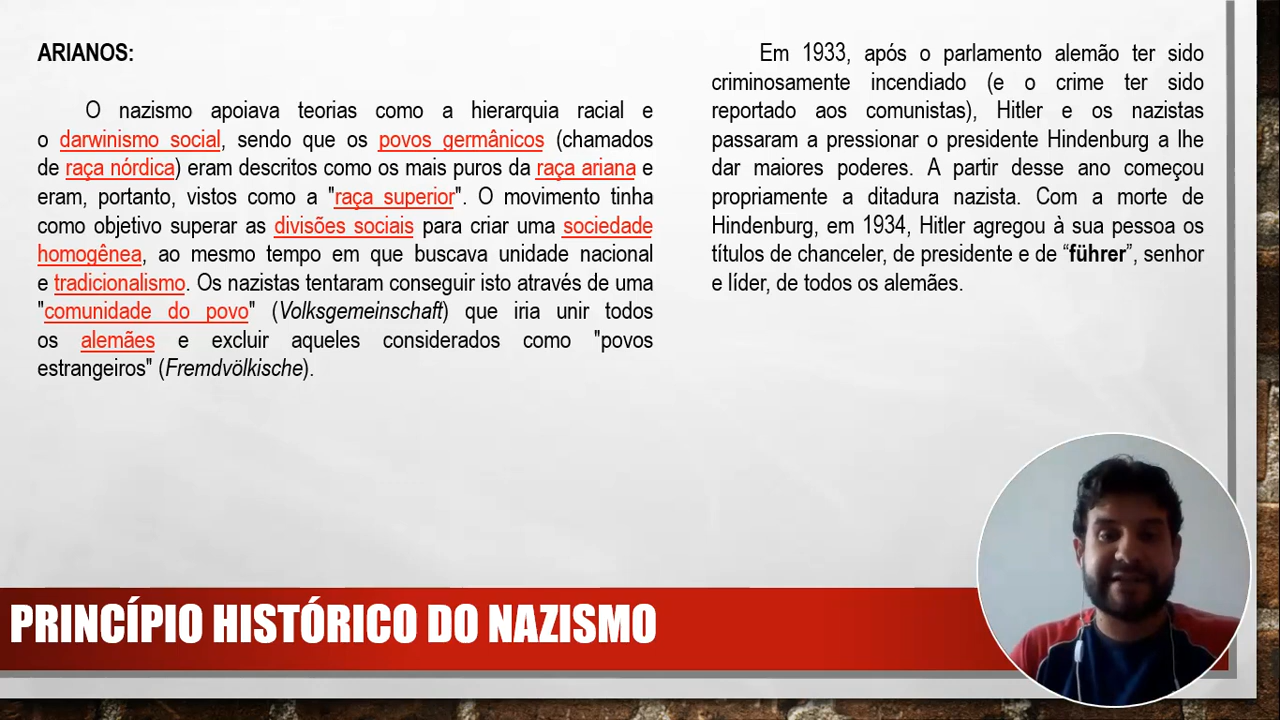 ARIANOS:
O nazismo apoiava teorias como a hierarquia racial e
o darwinismo social, sendo que os povos germânicos (chamados
de raça nórdica) eram descritos como os mais puros da raça ariana e
eram, portanto, vistos como a "raça superior". O movimento tinha
como objetivo superar as divisões sociais para criar uma sociedade
homogênea, ao mesmo tempo em que buscava unidade nacional
e tradicionalismo. Os nazistas tentaram conseguir isto através de uma
"comunidade do povo" (Volksgemeinschaft) que iria unir todos
os alemães e excluir aqueles considerados como "povos
estrangeiros" (Fremdvölkische).
Em 1933, após o parlamento alemão ter sido
criminosamente incendiado (e o crime ter sido
reportado aos comunistas), Hitler e os nazistas
passaram a pressionar o presidente Hindenburg a lhe
dar maiores poderes. A partir desse ano começou
propriamente a ditadura nazista. Com a morte de
Hindenburg, em 1934, Hitler agregou à sua pessoa os
títulos de chanceler, de presidente e de “führer”, senhor
e líder, de todos os alemães.
PRINCÍPIO HISTÓRICO DO NAZISMO